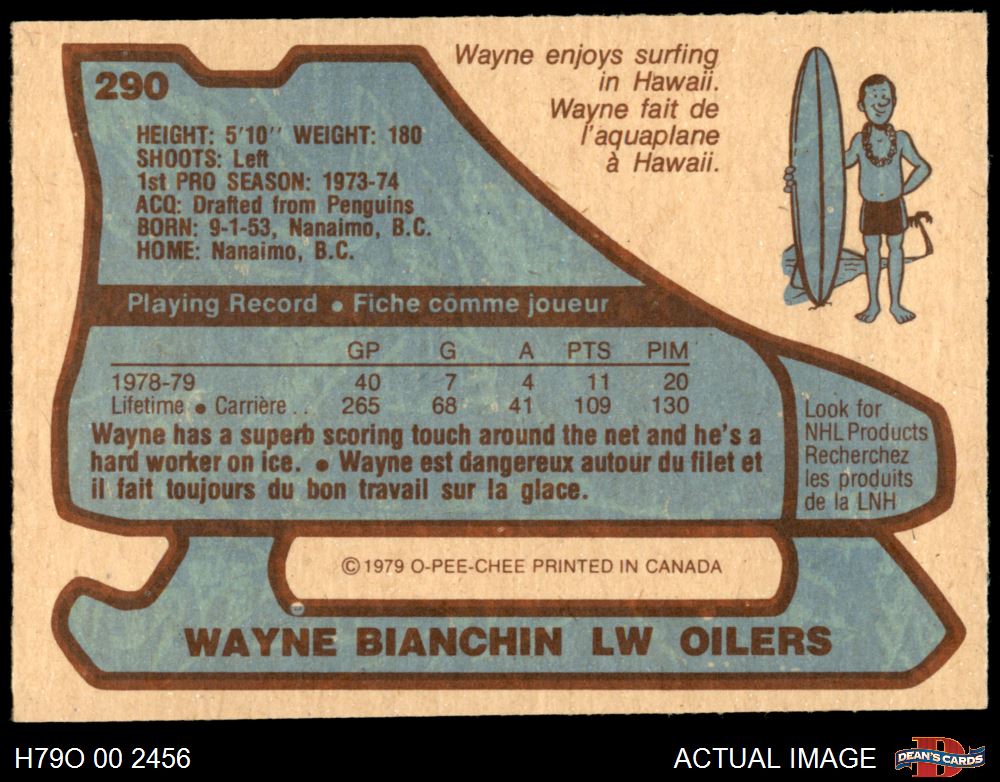 290
Wayne enjoys surfing
in Hawaii.
Wayne fait de
l'aquaplane
à Hawaii.
HEIGHT: 5'10'' WEIGHT: 180
SHOOTS: Left
1st PRO SEASON: 1973-74
ACQ: Drafted from Penguins
BORN: 9-1-53, Nanaimo, B.C.
HOME: Nanaimo, B.C.
Playing Record • Fiche comme joueur
GP G A PTS PIM
1978-79 40 7 4 11 20
Lifetime • Carrière . . 265 68 41 109 130
Wayne has a superb scoring touch around the net and he's a
hard worker on ice. • Wayne est dangereux autour du filet et
il fait toujours du bon travail sur la glace.
Look for
NHL Products
Recherchez
les produits
de la LNH
©1979 O-PEE-CHEE PRINTED IN CANADA
WAYNE BIANCHIN LW OILERS
H79O 00 2456
ACTUAL IMAGE
D
DEAN'S CARDS